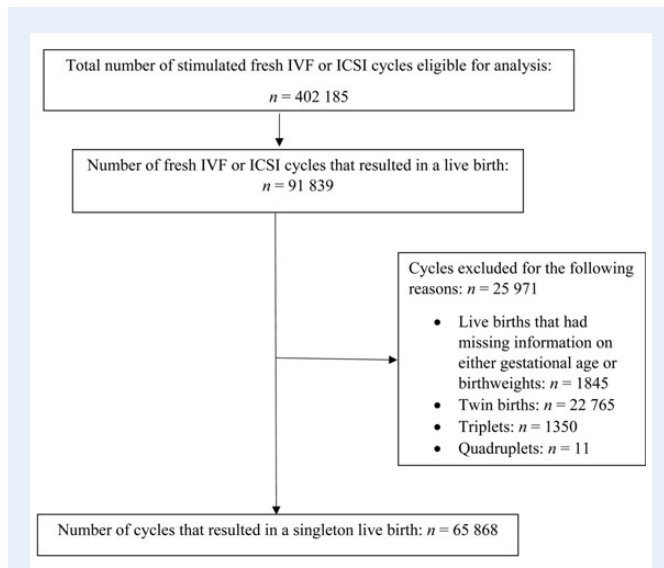 Total number of stimulated fresh IVF or ICSI cycles eligible for analysis:
n = 402 185
Number of fresh IVF or ICSI cycles that resulted in a live birth:
n = 91 839
Cycles excluded for the following
reasons: n = 25 971
• Live births that had
missing information on
either gestational age or
birthweights: n = 1845
• Twin births: n = 22 765
• Triplets: n = 1350
• Quadruplets: n = 11
Number of cycles that resulted in a singleton live birth: n = 65 868